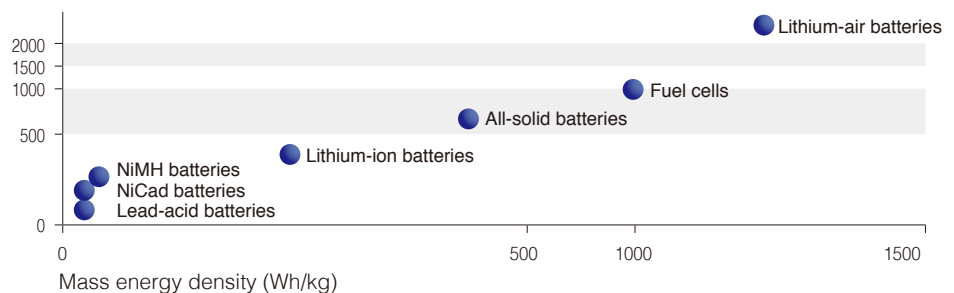 Lithium-air batteries
2000
1500
1000
Fuel cells
All-solid batteries
500
Lithium-ion batteries
NiMH batteries
NiCad batteries
Lead-acid batteries
0
0 500 1000 1500
Mass energy density (Wh/kg)